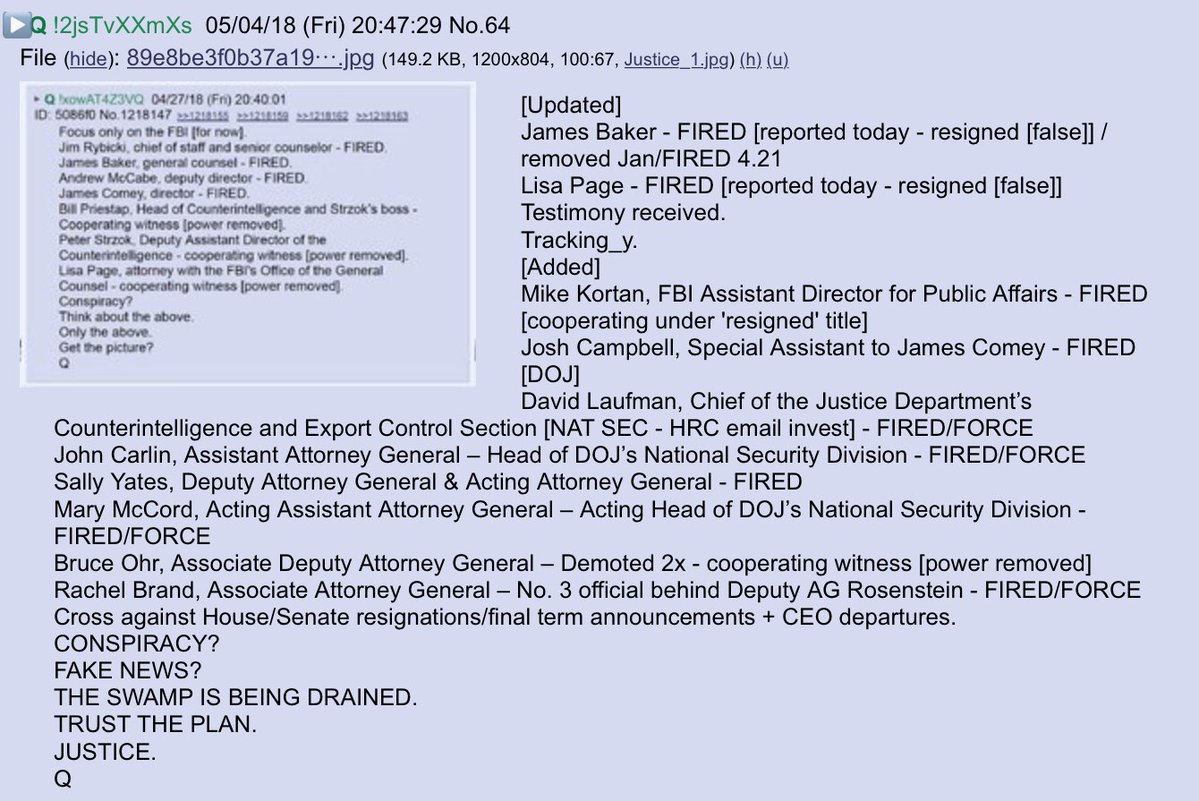 Q !2jsTvXXmXs 05/04/18 (Fri) 20:47:29 No.64
File (hide): 89e8be3f0b37a19⋯.jpg (149.2 KB, 1200x804, 100:67, Justice_1.jpg) (h) (u)
Q !xowAT4Z3VQ 04/27/18 (Fri) 20:40:01
ID: 5086f0 No.1218147 >>1218155 >>1218159 >>1218162 >>1218163
Focus only on the FBI [for now].
Jim Rybicki, chief of staff and senior counselor - FIRED.
James Baker, general counsel - FIRED.
Andrew McCabe, deputy director - FIRED.
James Comey, director - FIRED.
Bill Priestap, Head of Counterintelligence and Strzok's boss -
Cooperating witness [power removed].
Peter Strzok, Deputy Assistant Director of the
Counterintelligence - cooperating witness [power removed].
Lisa Page, attorney with the FBI's Office of the General
Counsel - cooperating witness [power removed].
Conspiracy?
Think about the above.
Only the above.
Get the picture?
Q
[Updated]
James Baker - FIRED [reported today - resigned [false]] /
removed Jan/FIRED 4.21
Lisa Page - FIRED [reported today - resigned [false]]
Testimony received.
Tracking_y.
[Added]
Mike Kortan, FBI Assistant Director for Public Affairs - FIRED
[cooperating under 'resigned' title]
Josh Campbell, Special Assistant to James Comey - FIRED
[DOJ]
David Laufman, Chief of the Justice Department’s
Counterintelligence and Export Control Section [NAT SEC - HRC email invest] - FIRED/FORCE
John Carlin, Assistant Attorney General – Head of DOJ’s National Security Division - FIRED/FORCE
Sally Yates, Deputy Attorney General & Acting Attorney General - FIRED
Mary McCord, Acting Assistant Attorney General – Acting Head of DOJ’s National Security Division -
FIRED/FORCE
Bruce Ohr, Associate Deputy Attorney General – Demoted 2x - cooperating witness [power removed]
Rachel Brand, Associate Attorney General – No. 3 official behind Deputy AG Rosenstein - FIRED/FORCE
Cross against House/Senate resignations/final term announcements + CEO departures.
CONSPIRACY?
FAKE NEWS?
THE SWAMP IS BEING DRAINED.
TRUST THE PLAN.
JUSTICE.
Q